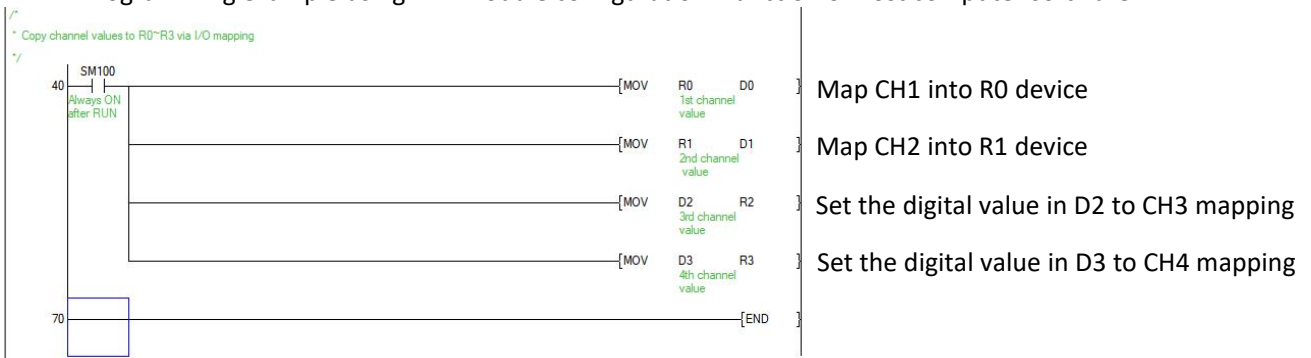 /*
* Copy channel values to R0~R3 via I/O mapping
*/
SM100
40
Always ON
after RUN
[MOV R0 D0 } Map CH1 into R0 device
1st channel
value
[MOV R1 D1 } Map CH2 into R1 device
2nd channel
value
[MOV D2 R2 } Set the digital value in D2 to CH3 mapping
3rd channel
value
[MOV D3 R3 } Set the digital value in D3 to CH4 mapping
4th channel
value
70 [END }